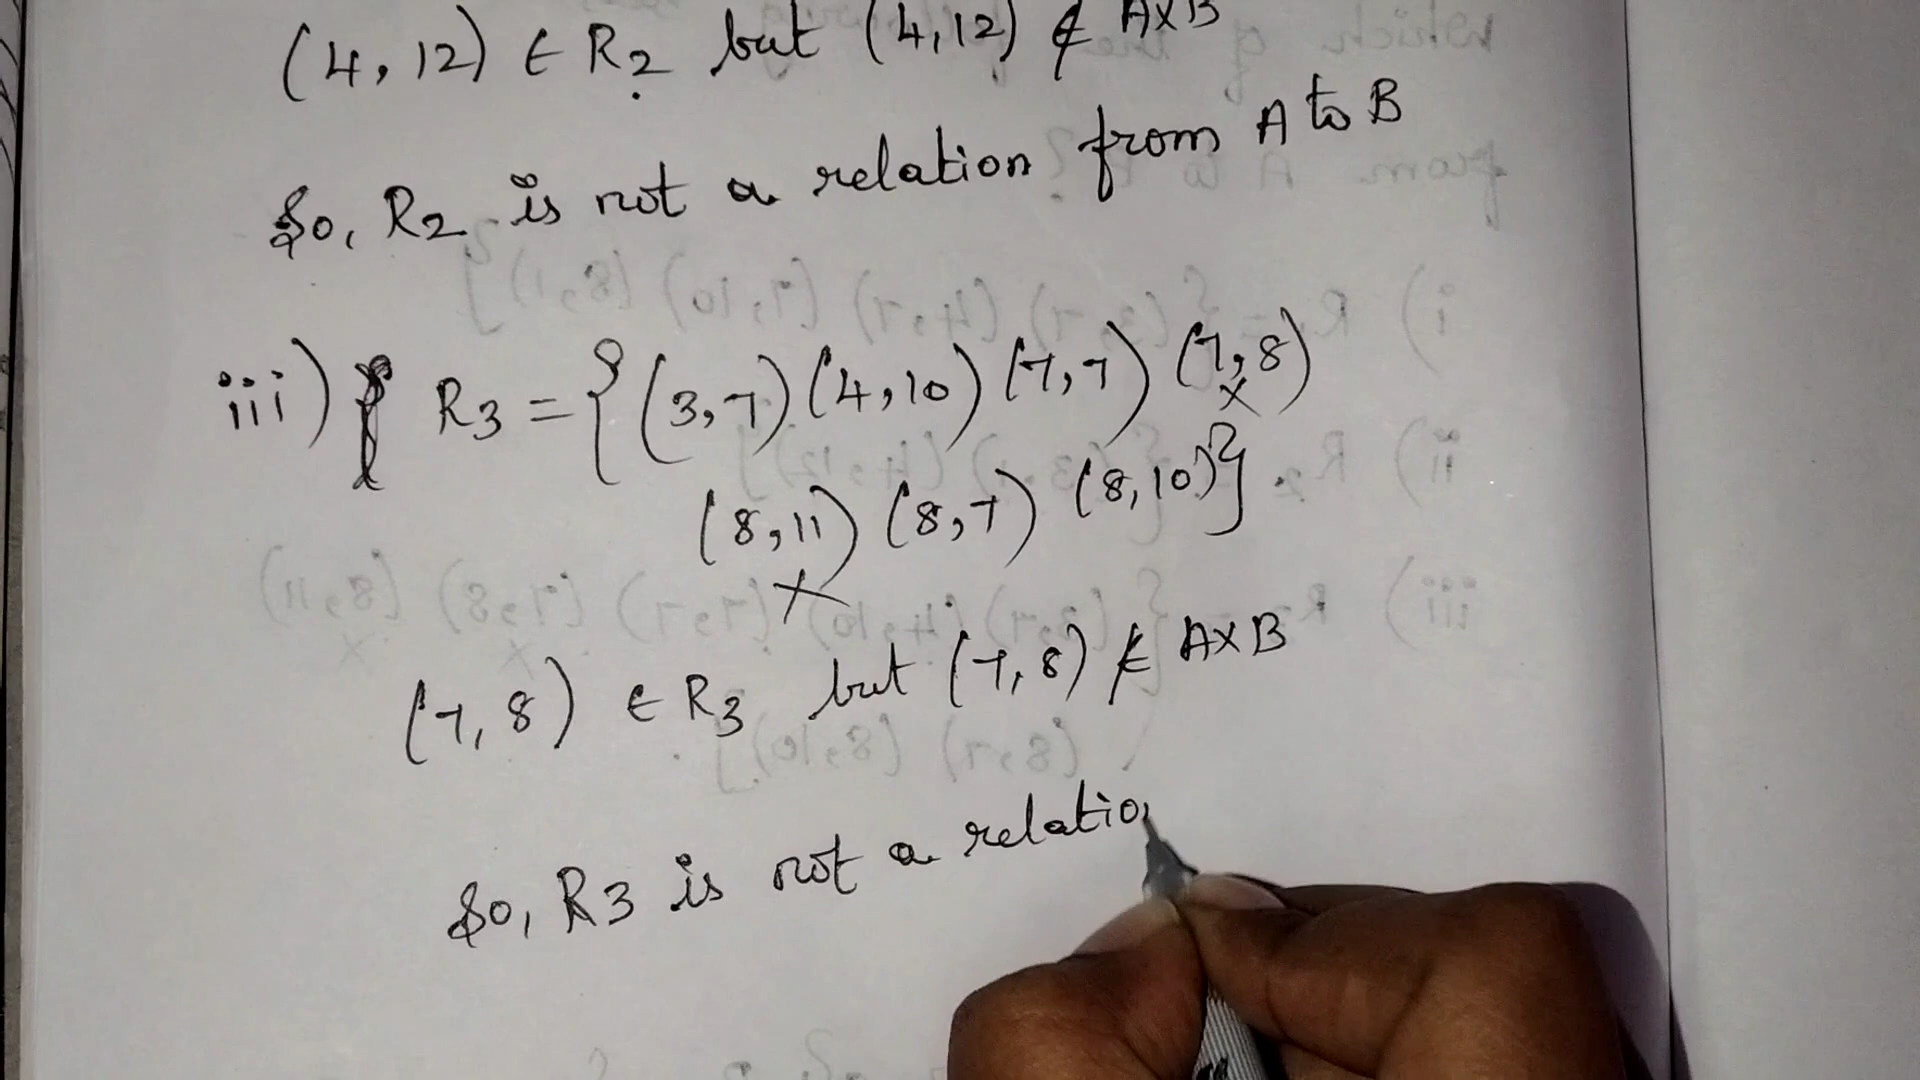 (4, 12) ∈ R2 but (4,12) ∉ A×B
So, R2 is not a relation from A to B
iii) R3 = {(3,7) (4,10) (7,7) (7,8)
×
(8,11) (8,7) (8,10)}
×
(7, 8) ∈ R3 but (7,8) ∉ A×B
So, R3 is not a relation